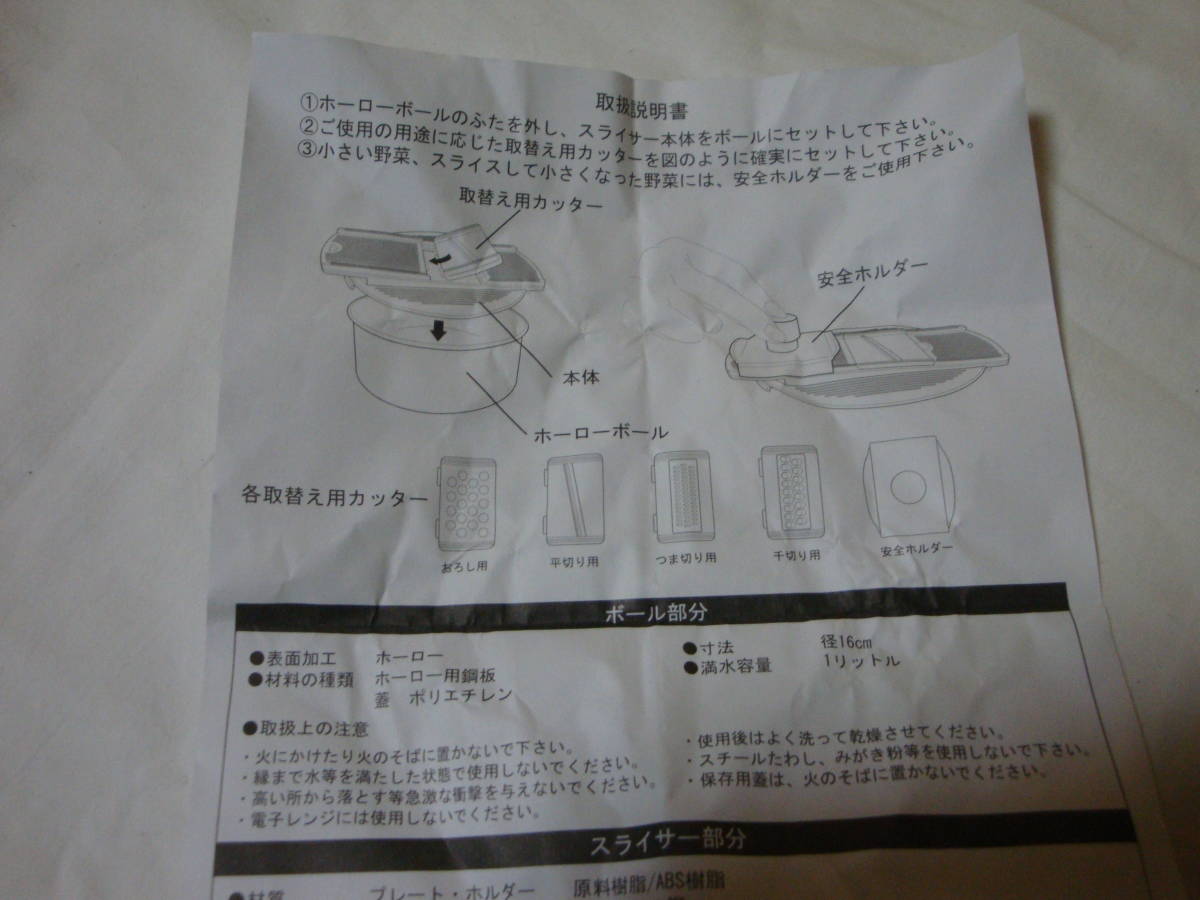 取扱説明書
①ホーローボールのふたを外し、スライサー本体をボールにセットして下さい。
②ご使用の用途に応じた取替え用カッターを図のように確実にセットして下さい。
③小さい野菜、スライスして小さくなった野菜には、安全ホルダーをご使用下さい。
取替え用カッター
安全ホルダー
本体
ホーローボール
各取替え用カッター
おろし用
平切り用
つま切り用
千切り用
安全ホルダー
ボール部分
●表面加工 ホーロー
●材料の種類 ホーロー用鋼板
蓋 ポリエチレン
●寸法 径16cm
●満水容量 1リットル
●取扱上の注意
・火にかけたり火のそばに置かないで下さい。
・縁まで水等を満たした状態で使用しないでください。
・高い所から落とす等急激な衝撃を与えないでください。
・電子レンジには使用しないでください。
・使用後はよく洗って乾燥させてください。
・スチールたわし、みがき粉等を使用しないで下さい。
・保存用蓋は、火のそばに置かないでください。
スライサー部分
●材質 プレート・ホルダー 原料樹脂/ABS樹脂